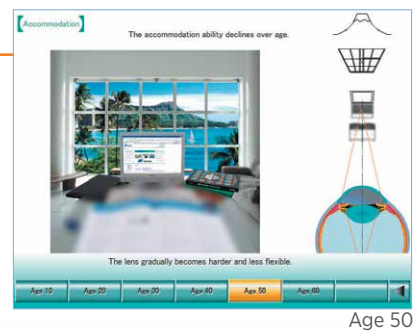 Accommodation
The accommodation ability declines over age.
The lens gradually becomes harder and less flexible.
Age 10
Age 20
Age 30
Age 40
Age 50
Age 60
Age 50